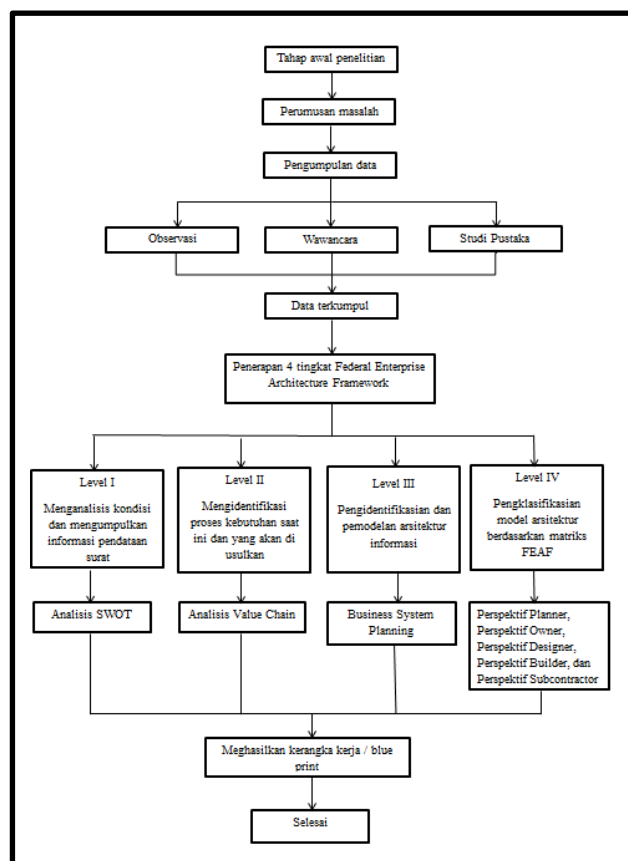 Tahap awal penelitian
Perumusan masalah
Pengumpulan data
Observasi
Wawancara
Studi Pustaka
Data terkumpul
Penerapan 4 tingkat Federal Enterprise
Architecture Framework
Level I
Menganalisis kondisi
dan mengumpulkan
informasi pendataan
surat
Level II
Mengidentifikasi
proses kebutuhan saat
ini dan yang akan di
usulkan
Level III
Pengidentifikasian dan
pemodelan arsitektur
informasi
Level IV
Pengklasifikasian
model arsitektur
berdasarkan matriks
FEAF
Analisis SWOT
Analisis Value Chain
Business System
Planning
Perspektif Planner,
Perspektif Owner,
Perspektif Designer,
Perspektif Builder, dan
Perspektif Subcontractor
Meghasilkan kerangka kerja / blue
print
Selesai